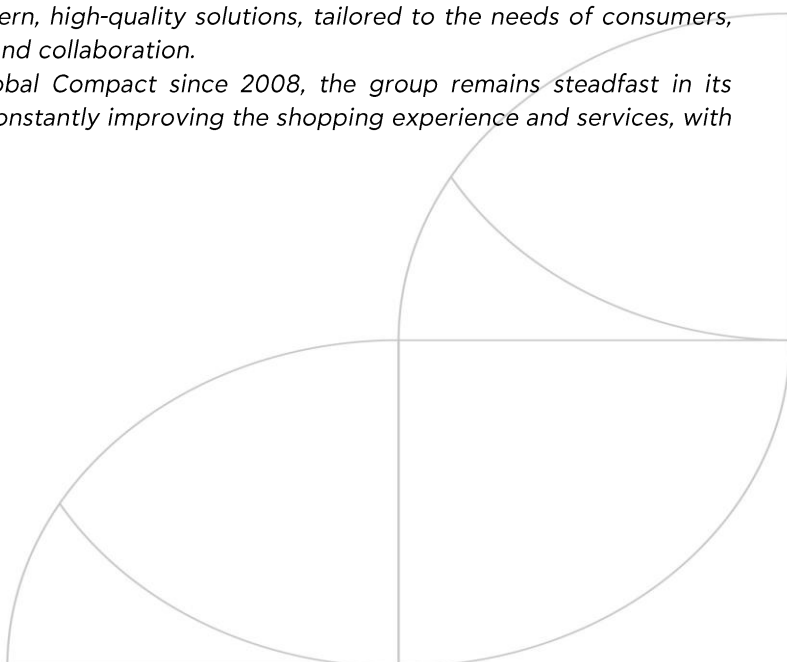 ern, high-quality solutions, tailored to the needs of consumers,
nd collaboration.
obal Compact since 2008, the group remains steadfast in its
onstantly improving the shopping experience and services, with